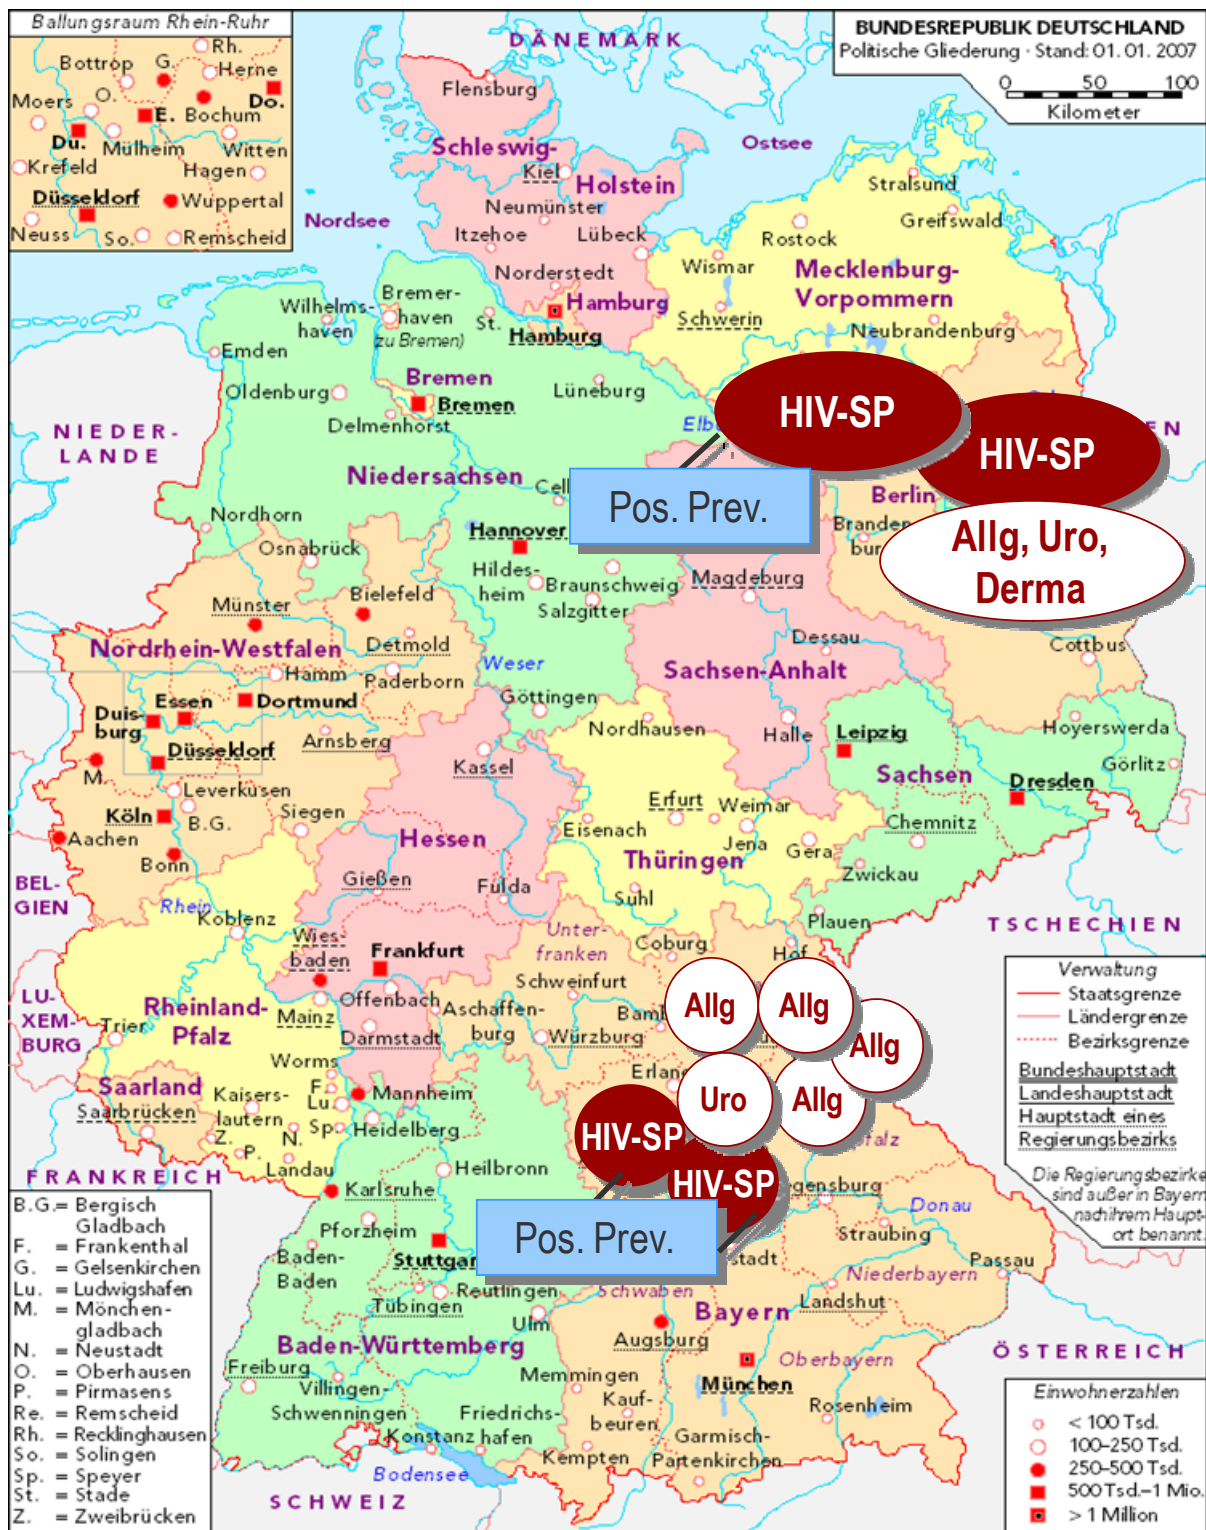 Ballungsraum Rhein-Ruhr
Rh.
Bottrop
G.
Herne
Moers
O.
Do.
E.
Bochum
Du.
Mülheim
Witten
Krefeld
Hagen
Düsseldorf
Wuppertal
Neuss
So.
Remscheid
BUNDESREPUBLIK DEUTSCHLAND
Politische Gliederung · Stand: 01. 01. 2007
0 50 100
Kilometer
DÄNEMARK
Flensburg
Ostsee
Schleswig-
Holstein
Kiel
Nordsee
Neumünster
Itzehoe
Lübeck
Norderstedt
Stralsund
Greifswald
Rostock
Wismar
Mecklenburg-
Vorpommern
Schwerin
Neubrandenburg
Hamburg
Hamburg
Wilhelms-
haven
Bremer-
haven
(zu Bremen)
St.
Emden
Oldenburg
Bremen
Bremen
Delmenhorst
Lüneburg
NIEDER-
LANDE
Niedersachsen
HIV-SP
HIV-SP
EN
Elb
Cell
Pos. Prev.
Berlin
Branden
bur
Allg, Uro,
Derma
Nordhorn
Osnabrück
Hannover
Hildes-
heim
Braunschweig
Salzgitter
Magdeburg
Münster
Bielefeld
Detmold
Nordrhein-Westfalen
Hamm
Paderborn
Weser
Göttingen
Dessau
Sachsen-Anhalt
Cottbus
Essen
Dortmund
Duis-
burg
Düsseldorf
Arnsberg
M.
Nordhausen
Halle
Leipzig
Hoyerswerda
Kassel
Sachsen
Görlitz
Dresden
Leverkusen
Köln
B.G.
Siegen
Hessen
Erfurt
Weimar
Eisenach
Jena
Gera
Chemnitz
Thüringen
Zwickau
Aachen
Bonn
Gießen
Fulda
Suhl
Plauen
BEL-
GIEN
Rhein
Koblenz
Unter-
franken
Coburg
Hof
TSCHECHIEN
Wies-
baden
Frankfurt
Schweinfurt
Offenbach
Aschaffen-
burg
Bamb
Allg
Allg
Allg
LU-
XEM-
BURG
Rheinland-
Pfalz
Trier
Mainz
Darmstadt
Würzburg
Worms
Erlang
Uro
Allg
Saarland
Saarbrücken
Kaisers-
lautern
F.
Lu.
Sp.
Mannheim
Heidelberg
HIV-SP
falz
Z.
P.
N.
Landau
HIV-SP
FRANKREICH
Heilbronn
Karlsruhe
egensburg
Donau
Pforzheim
Pos. Prev.
Straubing
Baden-
Baden
Stuttgar
stadt
Passau
Reutlingen
Tübingen
Schwaben
Niederbayern
Landshut
Ulm
Bayern
Baden-Württemberg
Augsburg
Oberbayern
Freiburg
Memmingen
München
Villingen-
Schwenningen
Kauf-
beuren
Rosenheim
Friedrichs-
hafen
Konstanz
Garmisch-
Partenkirchen
Kempten
Bodensee
SCHWEIZ
ÖSTERREICH
B.G.= Bergisch
Gladbach
F. = Frankenthal
G. = Gelsenkirchen
Lu. = Ludwigshafen
M. = Mönchen-
gladbach
N. = Neustadt
O. = Oberhausen
P. = Pirmasens
Re. = Remscheid
Rh. = Recklinghausen
So. = Solingen
Sp. = Speyer
St. = Stade
Z. = Zweibrücken
Verwaltung
Staatsgrenze
Ländergrenze
Bezirksgrenze
Bundeshauptstadt
Landeshauptstadt
Hauptstadt eines
Regierungsbezirks
Die Regierungsbezirke
sind außer in Bayern
nach ihrem Haupt-
ort benannt.
Einwohnerzahlen
< 100 Tsd.
100–250 Tsd.
250–500 Tsd.
500 Tsd.–1 Mio.
> 1 Million